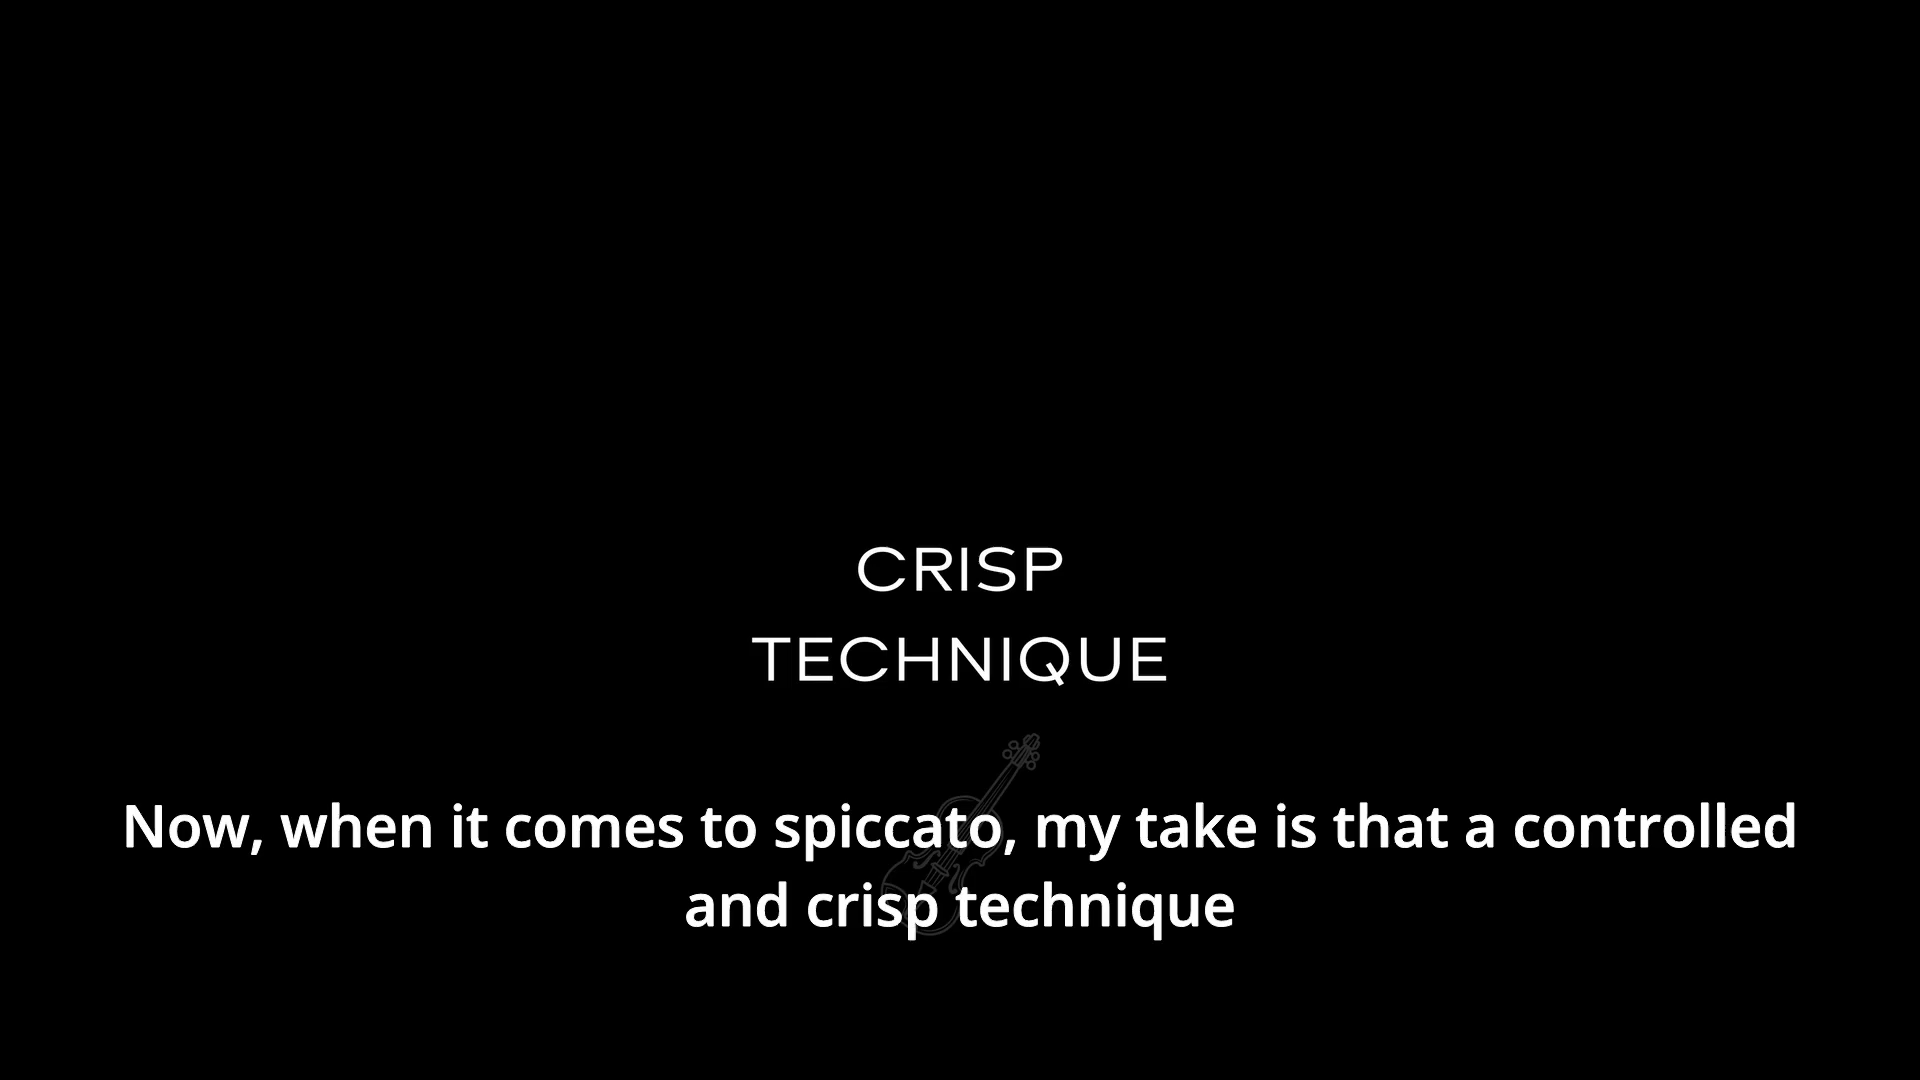 CRISP
TECHNIQUE
Now, when it comes to spiccato, my take is that a controlled
and crisp technique